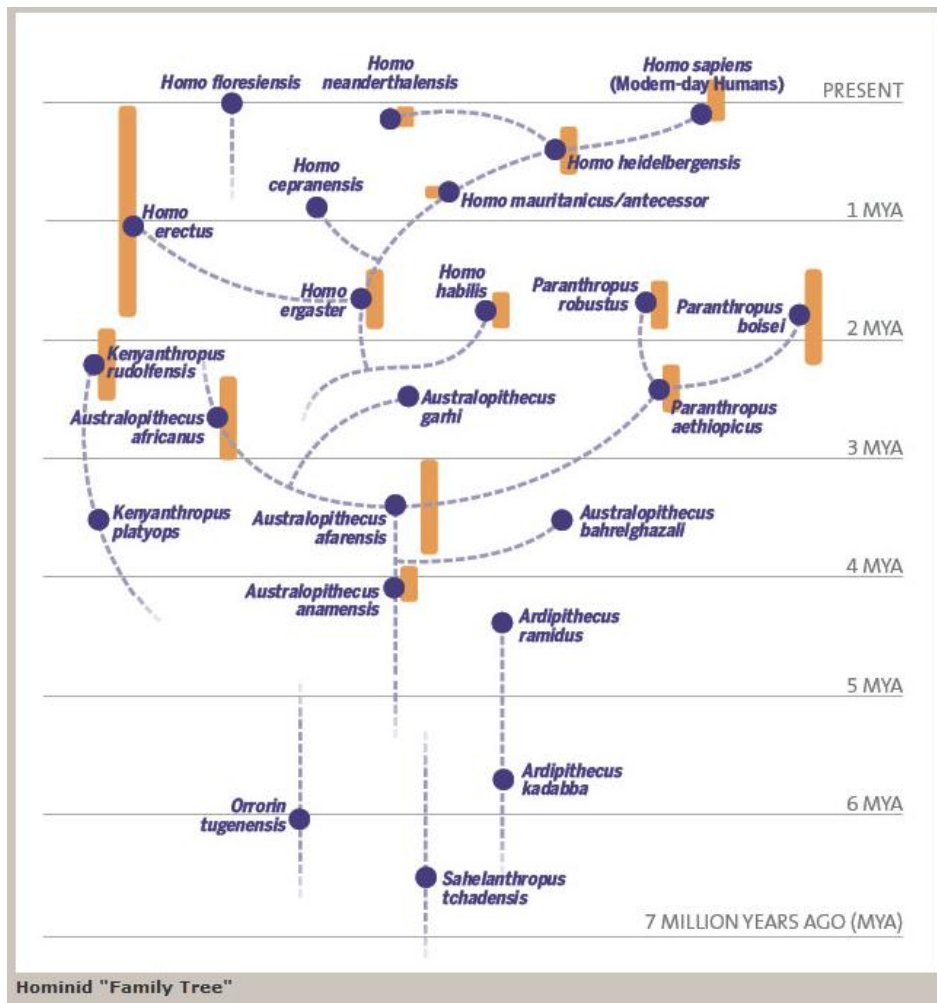 Homo
neanderthalensis
Homo sapiens
(Modern-day Humans)
Homo floresiensis
PRESENT
Homo heidelbergensis
Homo
cepranensis
Homo mauritanicus/antecessor
1 MYA
Homo
erectus
Homo
ergaster
Homo
habilis
Paranthropus
robustus
Paranthropus
boisei
2 MYA
Kenyanthropus
rudolfensis
Australopithecus
africanus
Australopithecus
garhi
Paranthropus
aethiopicus
3 MYA
Kenyanthropus
platyops
Australopithecus
afarensis
Australopithecus
bahrelghazali
4 MYA
Australopithecus
anamensis
Ardipithecus
ramidus
5 MYA
Ardipithecus
kadabba
Orrorin
tugenensis
6 MYA
Sahelanthropus
tchadensis
7 MILLION YEARS AGO (MYA)
Hominid "Family Tree"